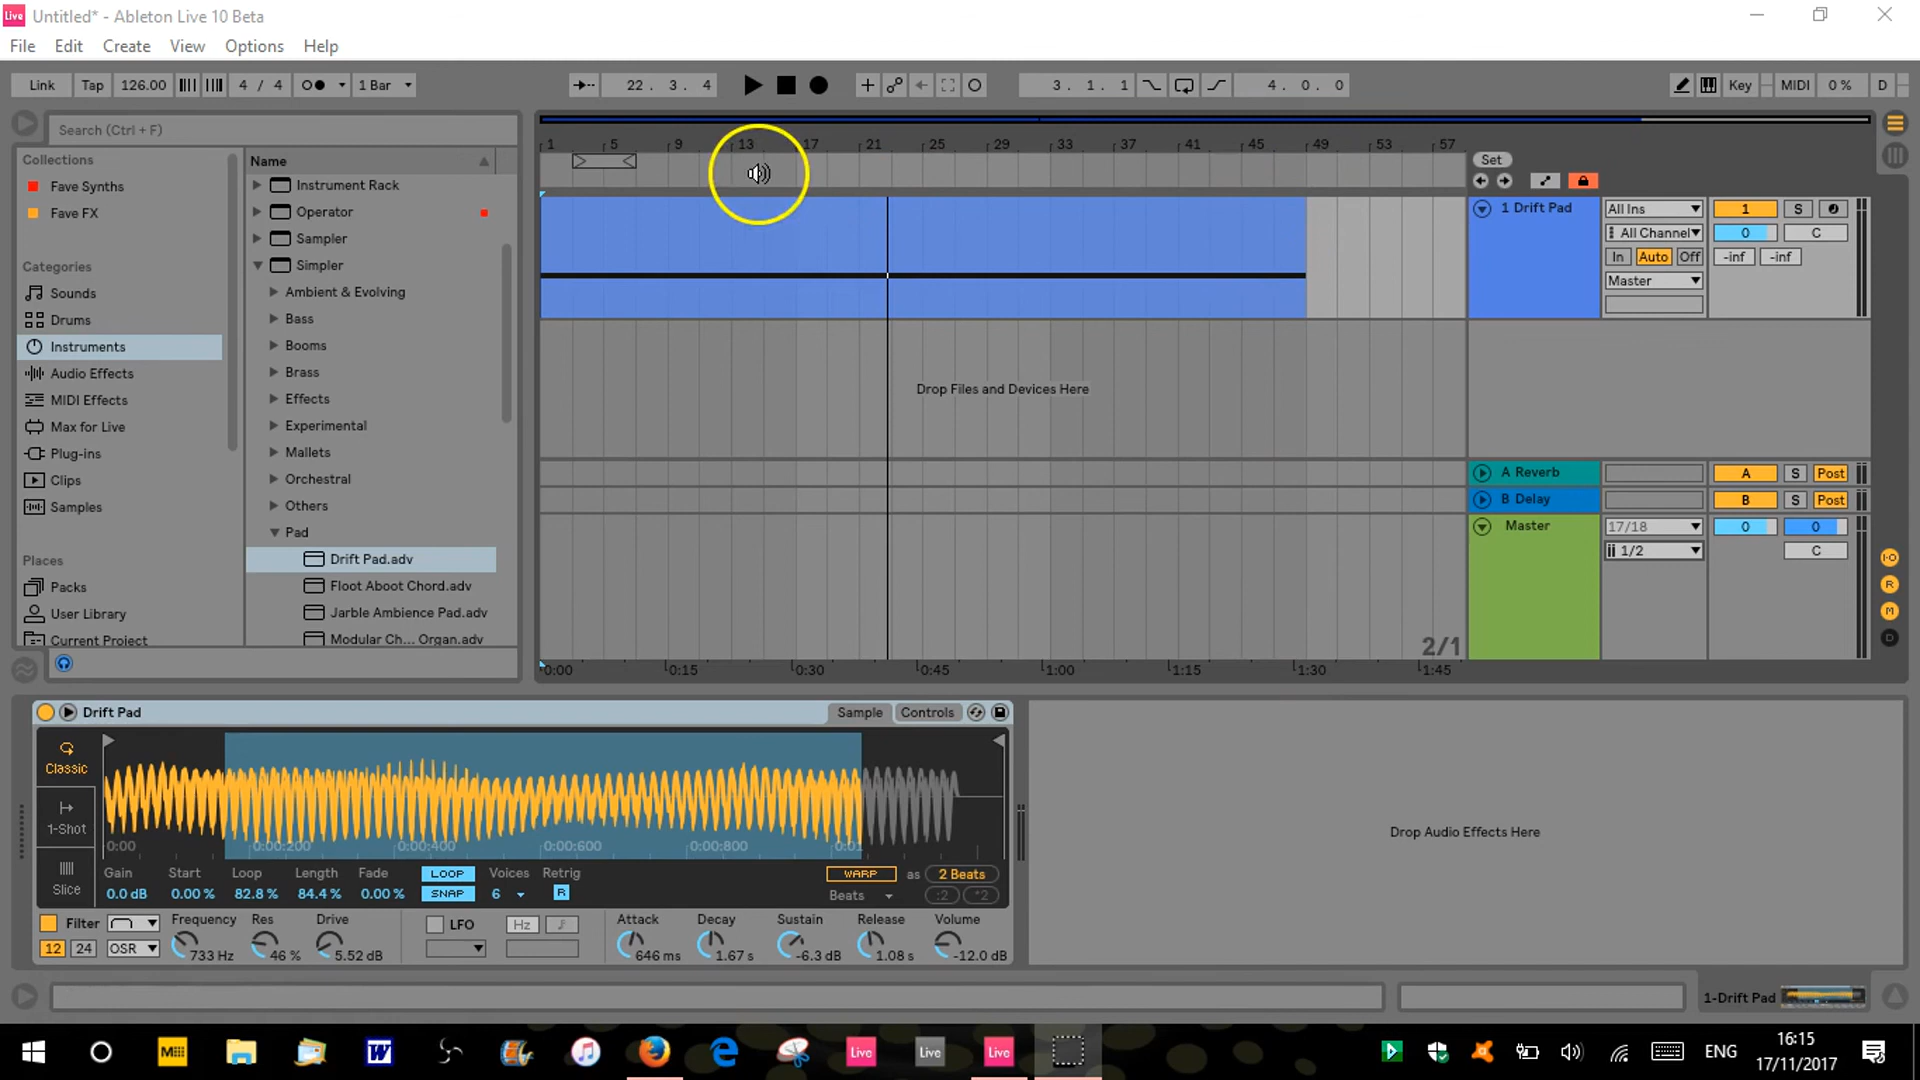 Live Untitled* - Ableton Live 10 Beta
File Edit Create View Options Help
Link Tap 126.00 4 / 4 1 Bar 22 . 3 . 4 3 . 1 . 1 4 . 0 . 0 Key MIDI 0 % D
Search (Ctrl + F)
Collections
Fave Synths
Fave FX
Categories
Sounds
Drums
Instruments
Audio Effects
MIDI Effects
Max for Live
Plug-ins
Clips
Samples
Places
Packs
User Library
Current Project
Name
Instrument Rack
Operator
Sampler
Simpler
Ambient & Evolving
Bass
Booms
Brass
Effects
Experimental
Mallets
Orchestral
Others
Pad
Drift Pad.adv
Floot Aboot Chord.adv
Jarble Ambience Pad.adv
Modular Ch... Organ.adv
1 5 9 13 17 21 25 29 33 37 41 45 49 53 57
Set
Drop Files and Devices Here
2/1
0:00 0:15 0:30 0:45 1:00 1:15 1:30 1:45
1 Drift Pad All Ins 1 S
All Channel 0 C
In Auto Off -inf -inf
Master
A Reverb A S Post
B Delay B S Post
Master 17/18 0 0
1/2 C
I·O
R
M
D
Drift Pad Sample Controls
Classic
1-Shot
Slice
0:00 0:00:200 0:00:400 0:00:600 0:00:800 0:01
Gain Start Loop Length Fade LOOP Voices Retrig WARP as 2 Beats
0.0 dB 0.00 % 82.8 % 84.4 % 0.00 % SNAP 6 R Beats :2 *2
Filter Frequency Res Drive LFO Hz Attack Decay Sustain Release Volume
12 24 OSR 733 Hz 46 % 5.52 dB 646 ms 1.67 s -6.3 dB 1.08 s -12.0 dB
Drop Audio Effects Here
1-Drift Pad
Live Live Live
ENG
16:15
17/11/2017